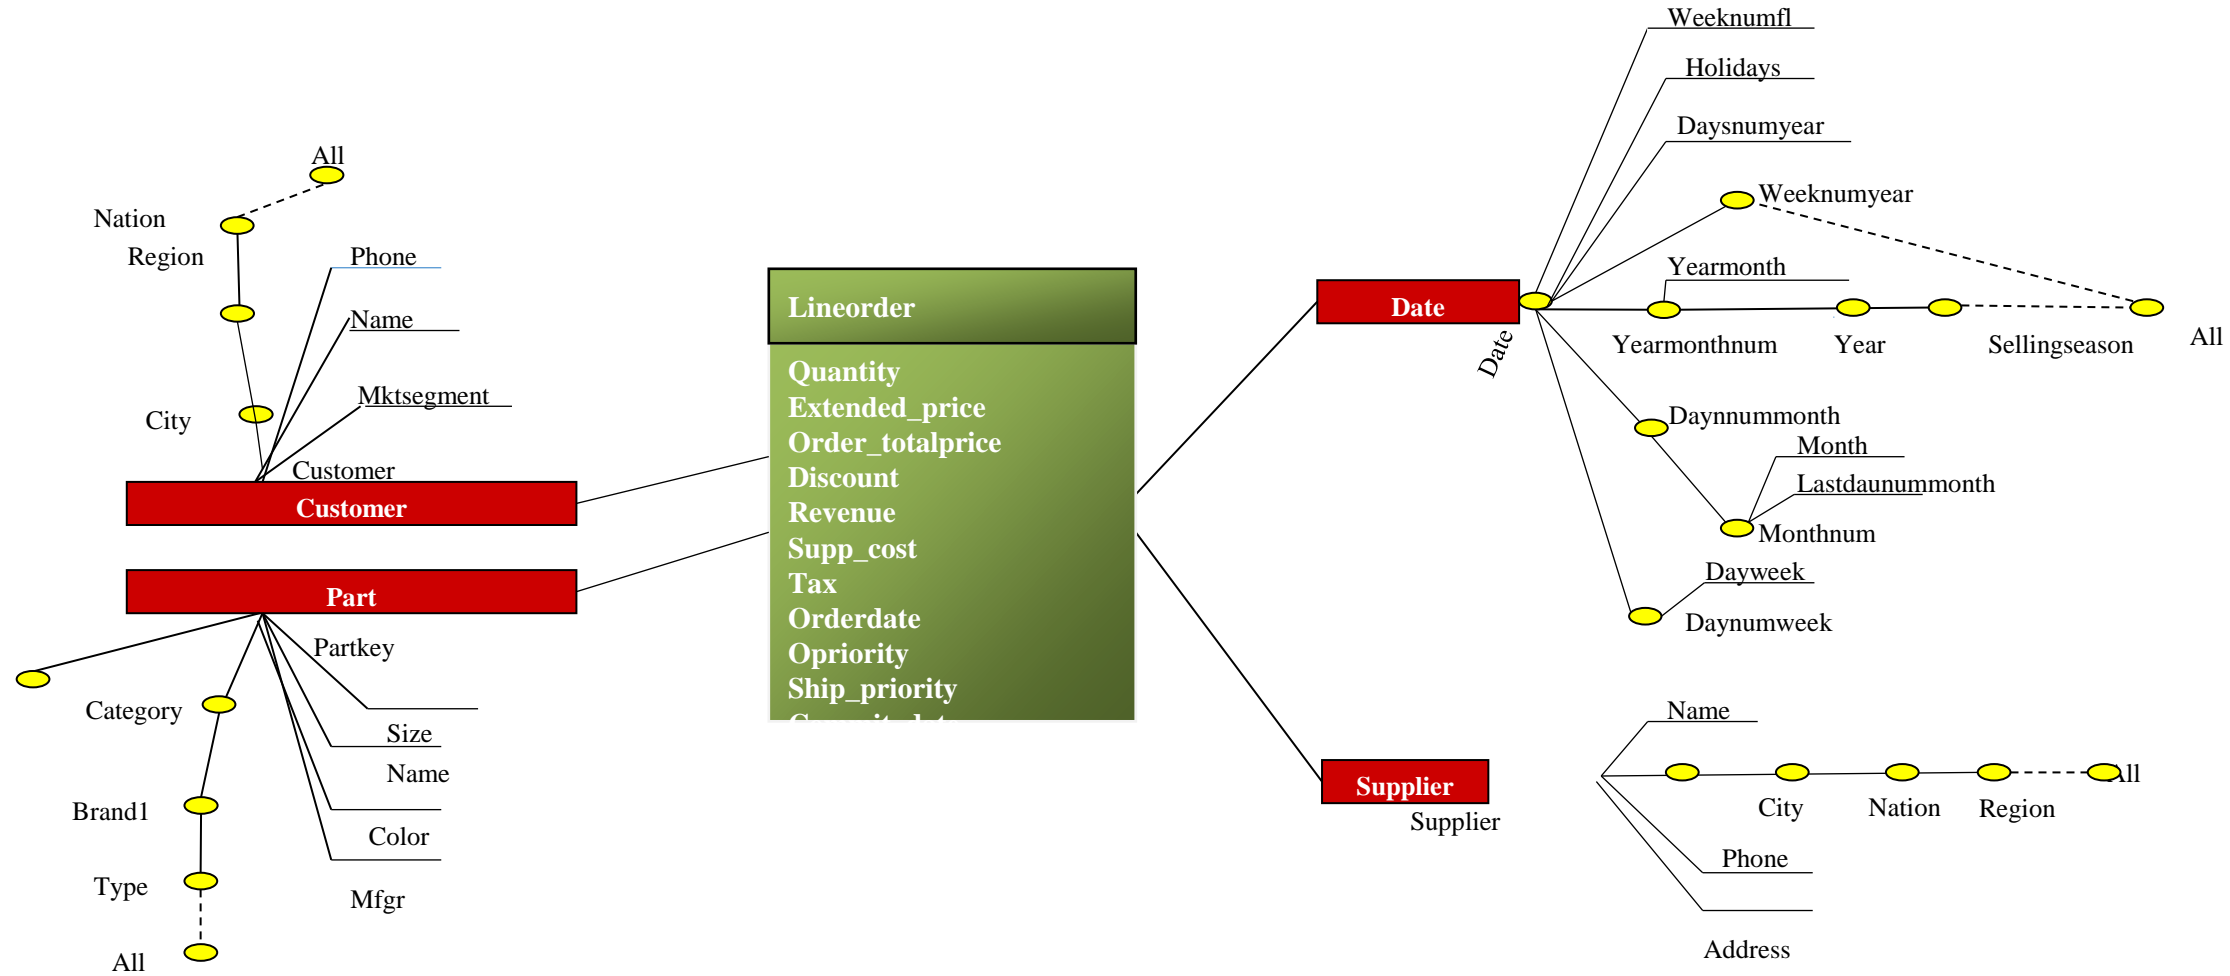 Weeknumfl
Holidays
Daysnumyear
All
Weeknumyear
Nation
Region
Phone
Yearmonth
Name
Lineorder
Date
Date
Yearmonthnum
Year
Sellingseason
All
Quantity
Extended_price
Order_totalprice
Discount
Revenue
Supp_cost
Tax
Orderdate
Opriority
Ship_priority
Mktsegment
City
Customer
Customer
Daynnummonth
Month
Lastdaunummonth
Monthnum
Dayweek
Daynumweek
Part
Partkey
Category
Size
Name
Brand1
Color
Type
Mfgr
All
Name
Supplier
Supplier
All
City
Nation
Region
Phone
Address